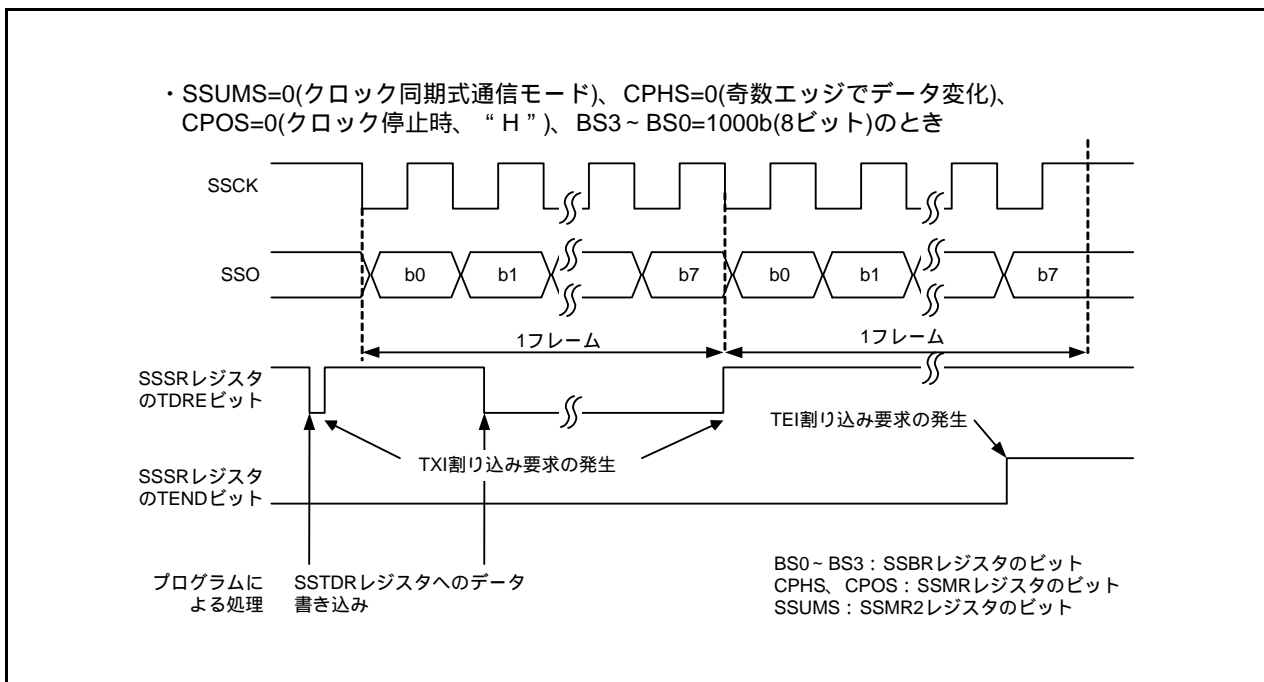 ・SSUMS=0(クロック同期式通信モード)、CPHS=0(奇数エッジでデータ変化)、
CPOS=0(クロック停止時、“H”)、BS3~BS0=1000b(8ビット)のとき
SSCK
SSO
b0
b1
b7
b0
b1
b7
1フレーム
1フレーム
SSSRレジスタ
のTDREビット
TEI割り込み要求の発生
TXI割り込み要求の発生
SSSRレジスタ
のTENDビット
プログラムに
よる処理
SSTDRレジスタへのデータ
書き込み
BS0~BS3:SSBRレジスタのビット
CPHS、CPOS:SSMRレジスタのビット
SSUMS:SSMR2レジスタのビット